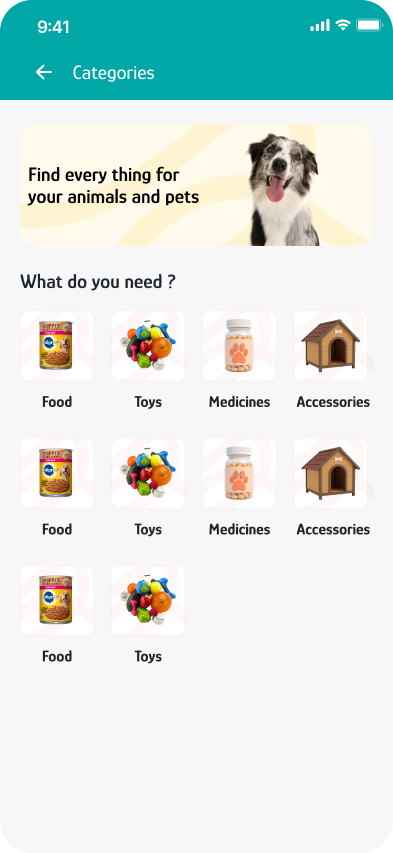 9:41
Categories
Find every thing for
your animals and pets
What do you need ?
Food Toys Medicines Accessories
Food Toys Medicines Accessories
Food Toys